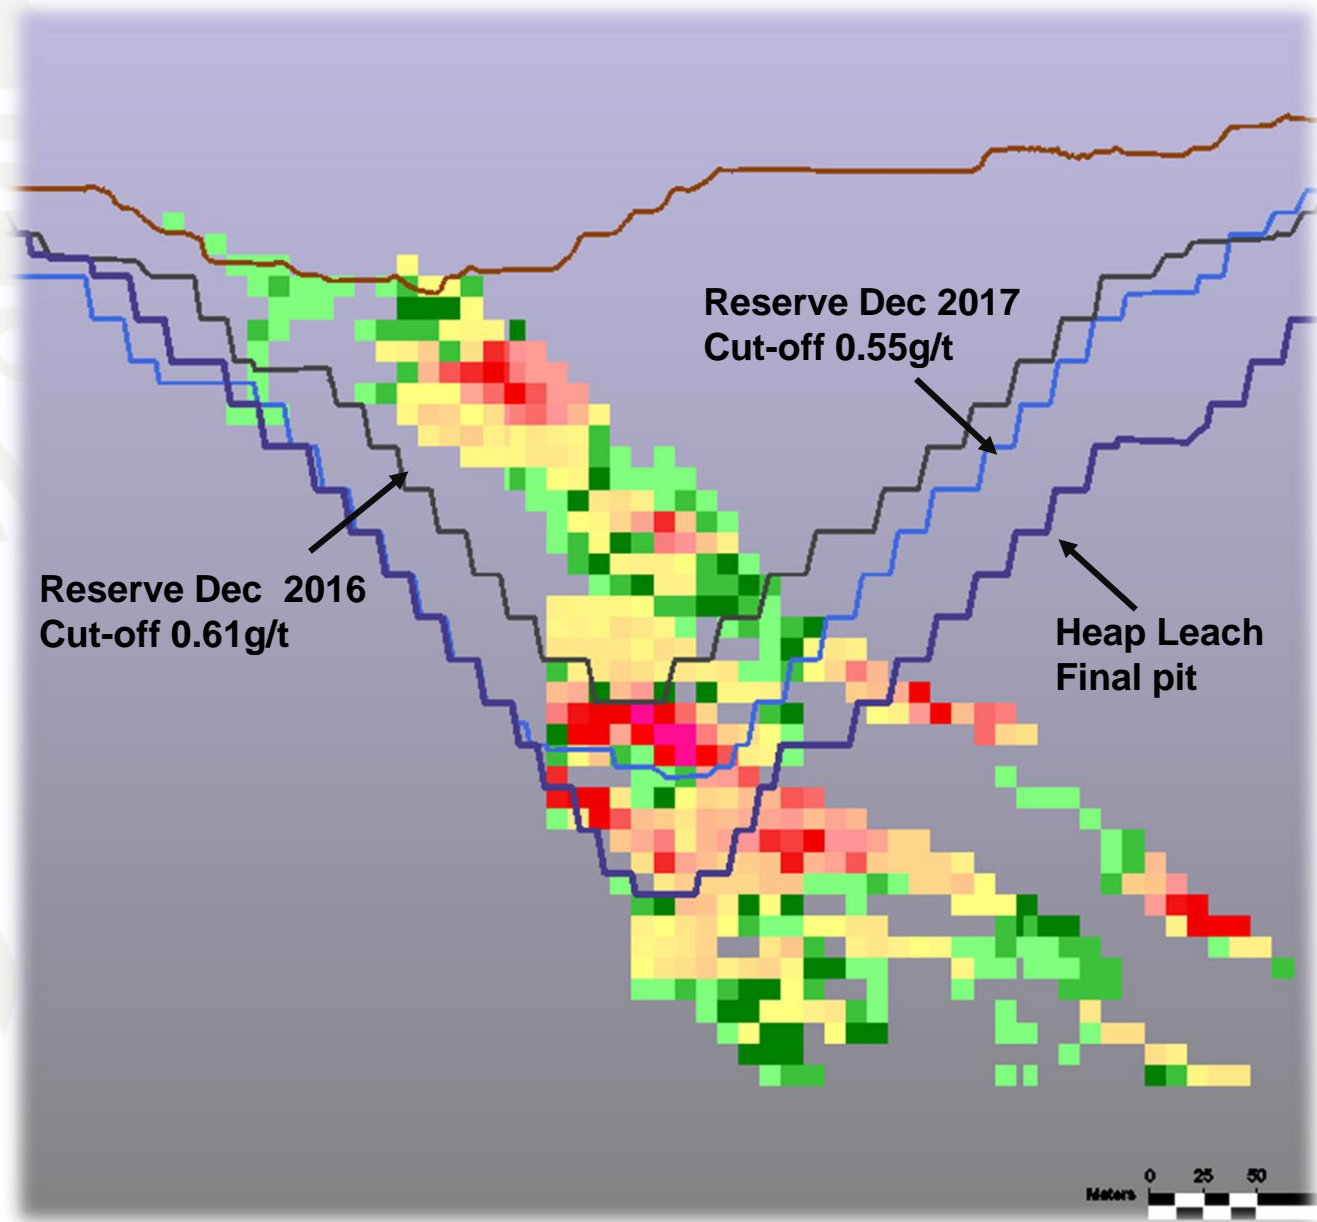 Reserve Dec 2017
Cut-off 0.55g/t
Reserve Dec  2016
Cut-off 0.61g/t
Heap Leach
Final pit
0 25 50
Meters